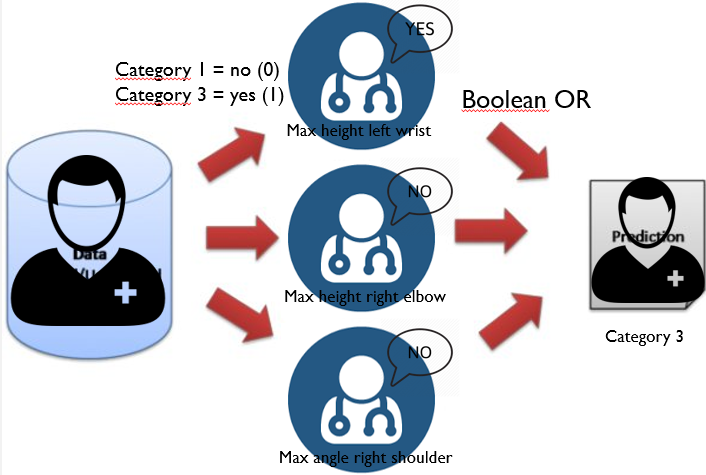 Category 1 = no (0)
Category 3 = yes (1)
YES
Max height left wrist
Boolean OR
Data
NO
Max height right elbow
Prediction
Category 3
NO
Max angle right shoulder